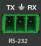 TX ⏚ RX
RS-232